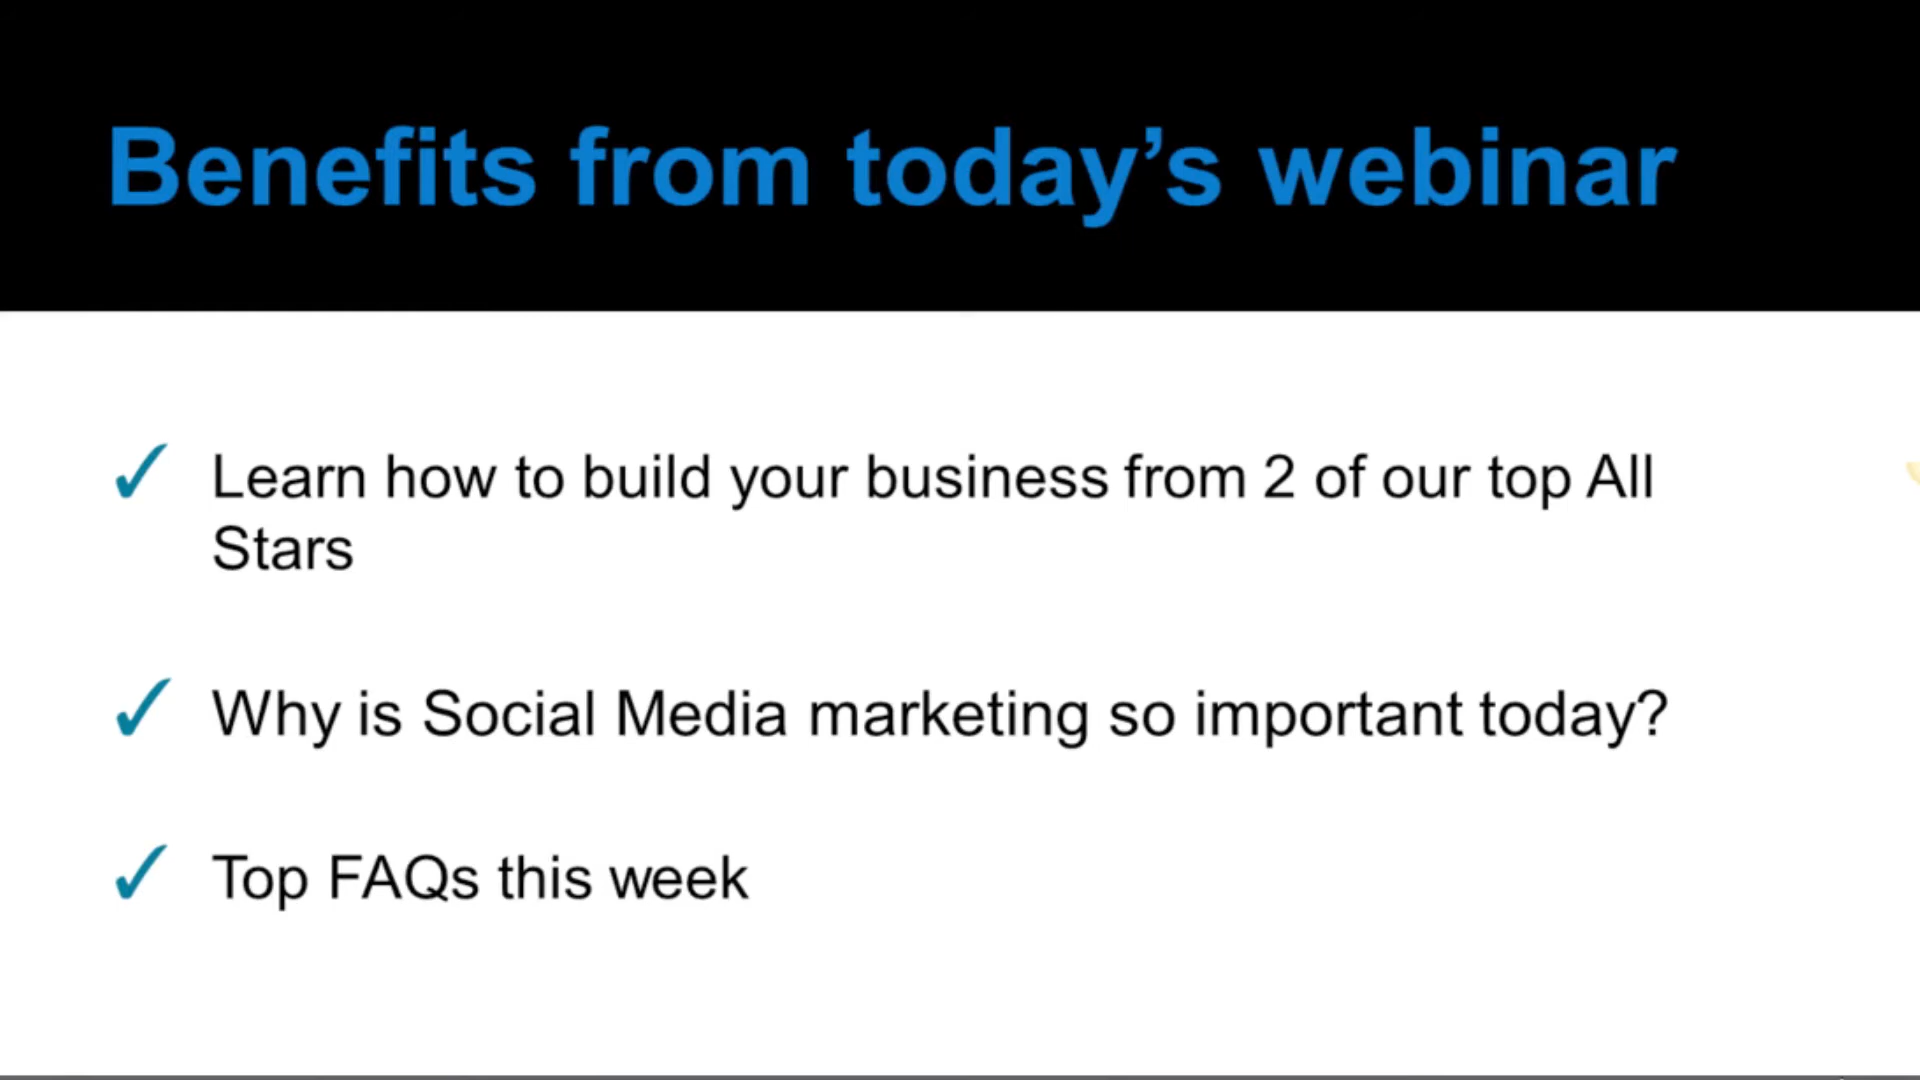 Benefits from today’s webinar
✓ Learn how to build your business from 2 of our top All
Stars
✓ Why is Social Media marketing so important today?
✓ Top FAQs this week